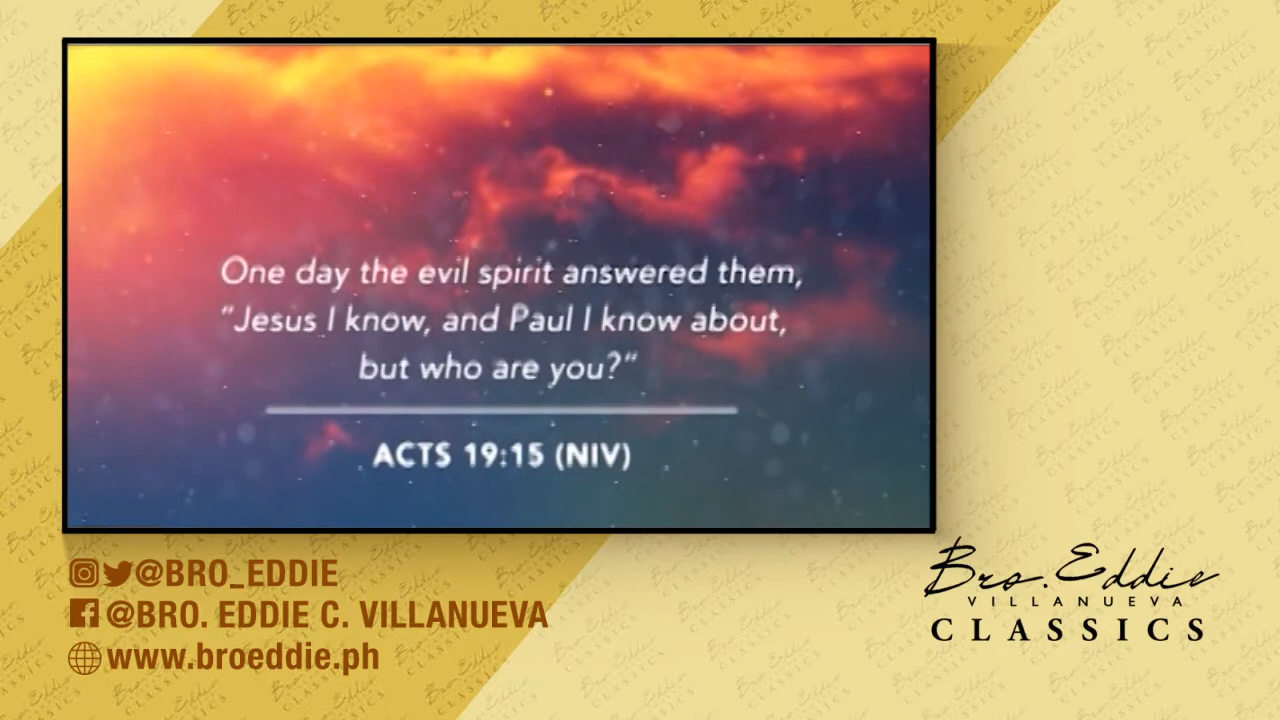 One day the evil spirit answered them,
"Jesus I know, and Paul I know about,
but who are you?"
ACTS 19:15 (NIV)
@BRO_EDDIE
@BRO. EDDIE C. VILLANUEVA
www.broeddie.ph
Bro. Eddie
VILLANUEVA
CLASSICS